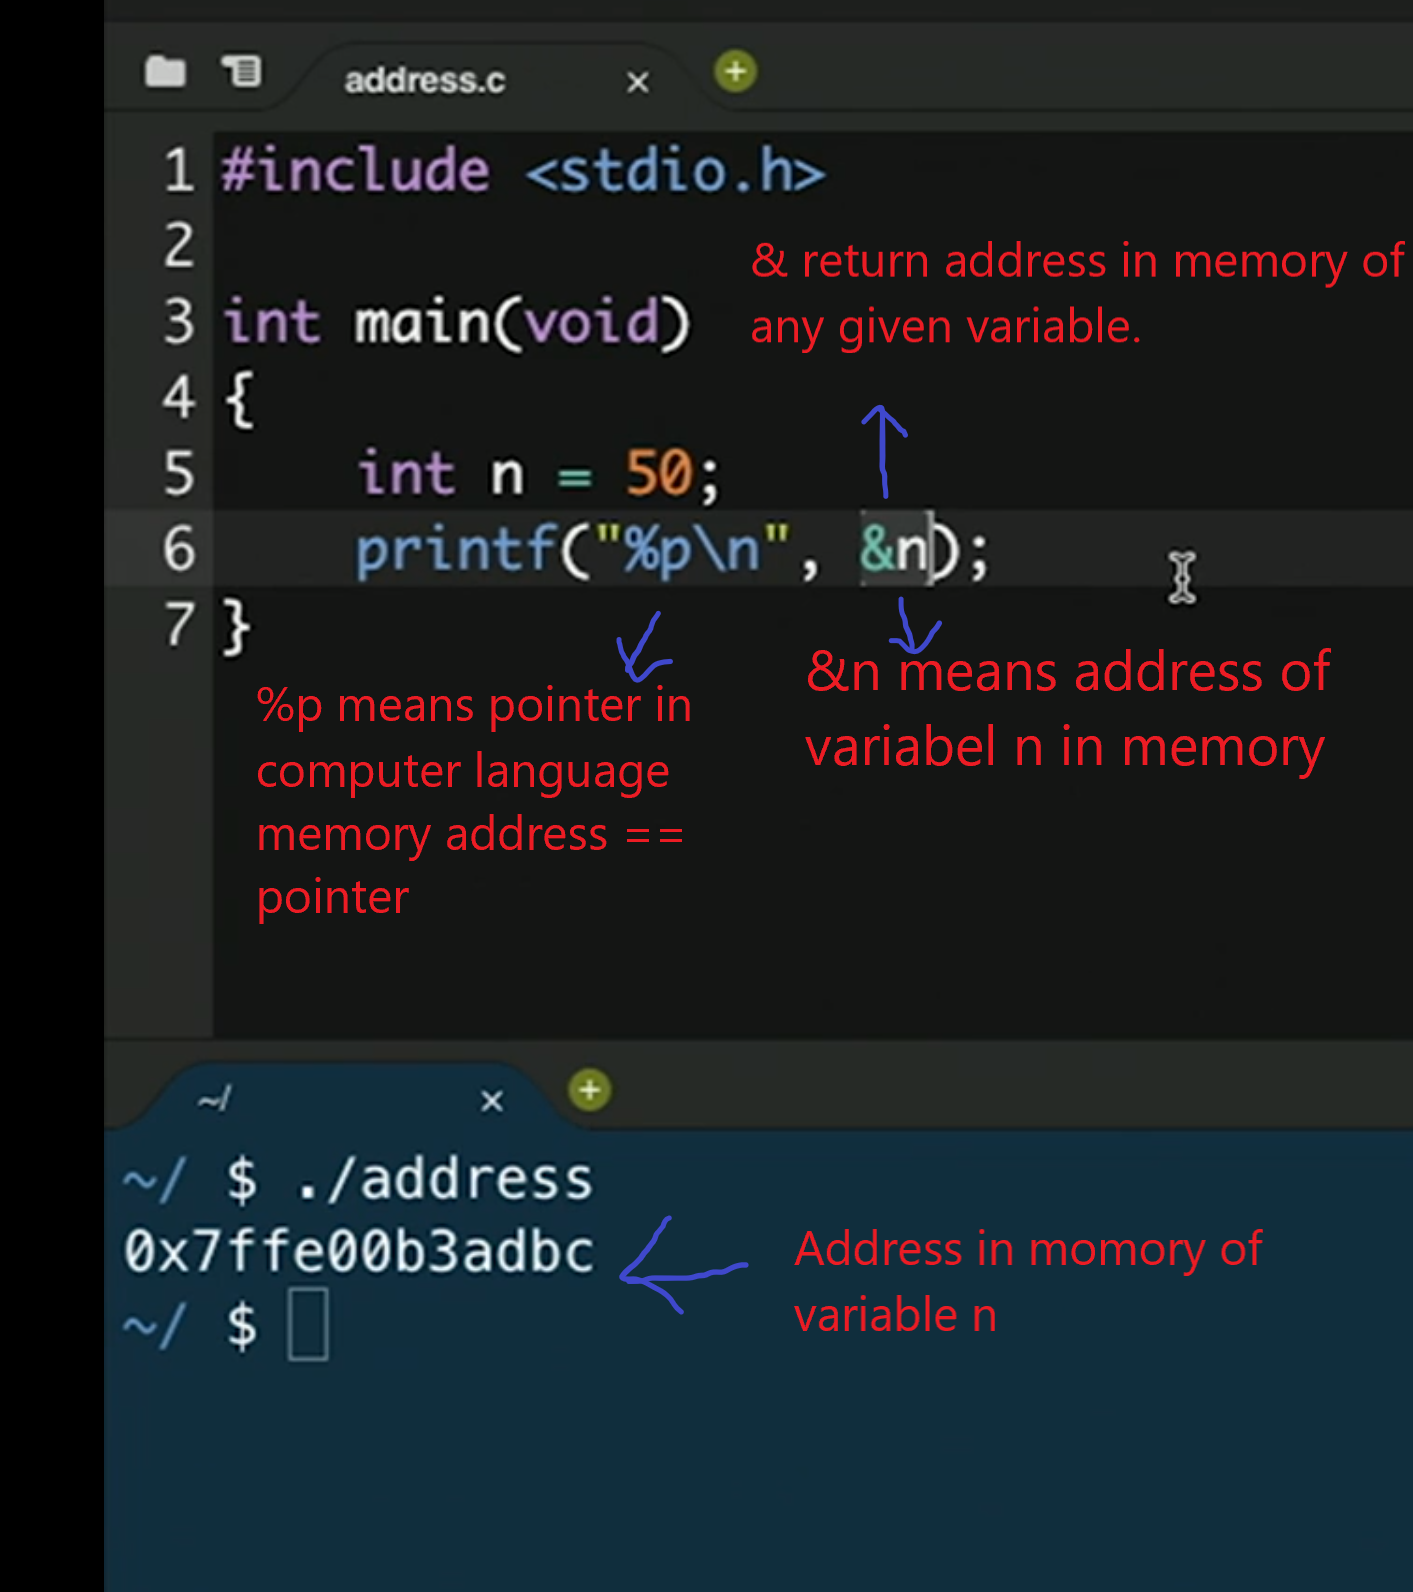 address.c ×
1 #include <stdio.h>
2
& return address in memory of
3 int main(void)
any given variable.
4 {
5 int n = 50;
6 printf("%p\n", &n);
7 }
&n means address of
variabel n in memory
%p means pointer in
computer language
memory address ==
pointer
~/ ×
~/ $ ./address
0x7ffe00b3adbc
Address in momory of
variable n
~/ $